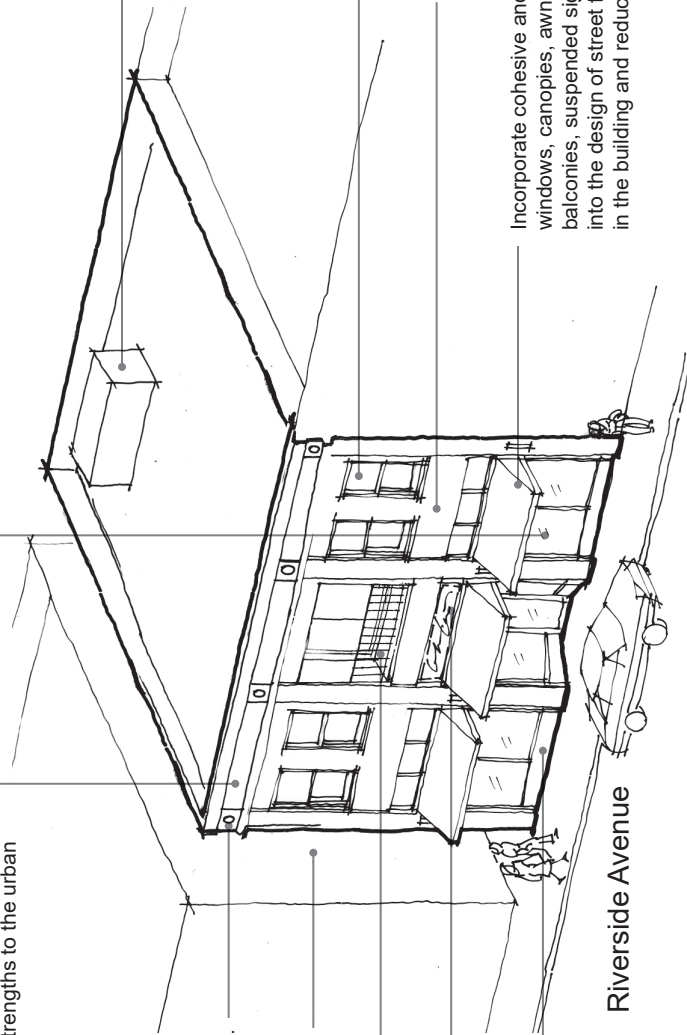 trengths to the urban
Incorporate cohesive and
windows, canopies, awn
balconies, suspended sig
into the design of street f
in the building and reduc
Riverside Avenue